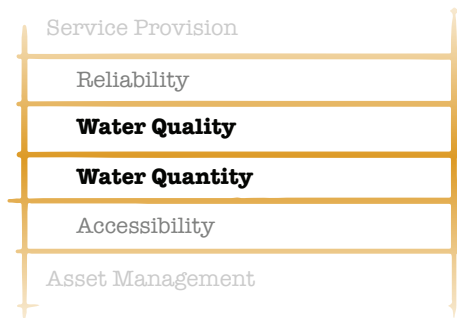 Service Provision
Reliability
Water Quality
Water Quantity
Accessibility
Asset Management